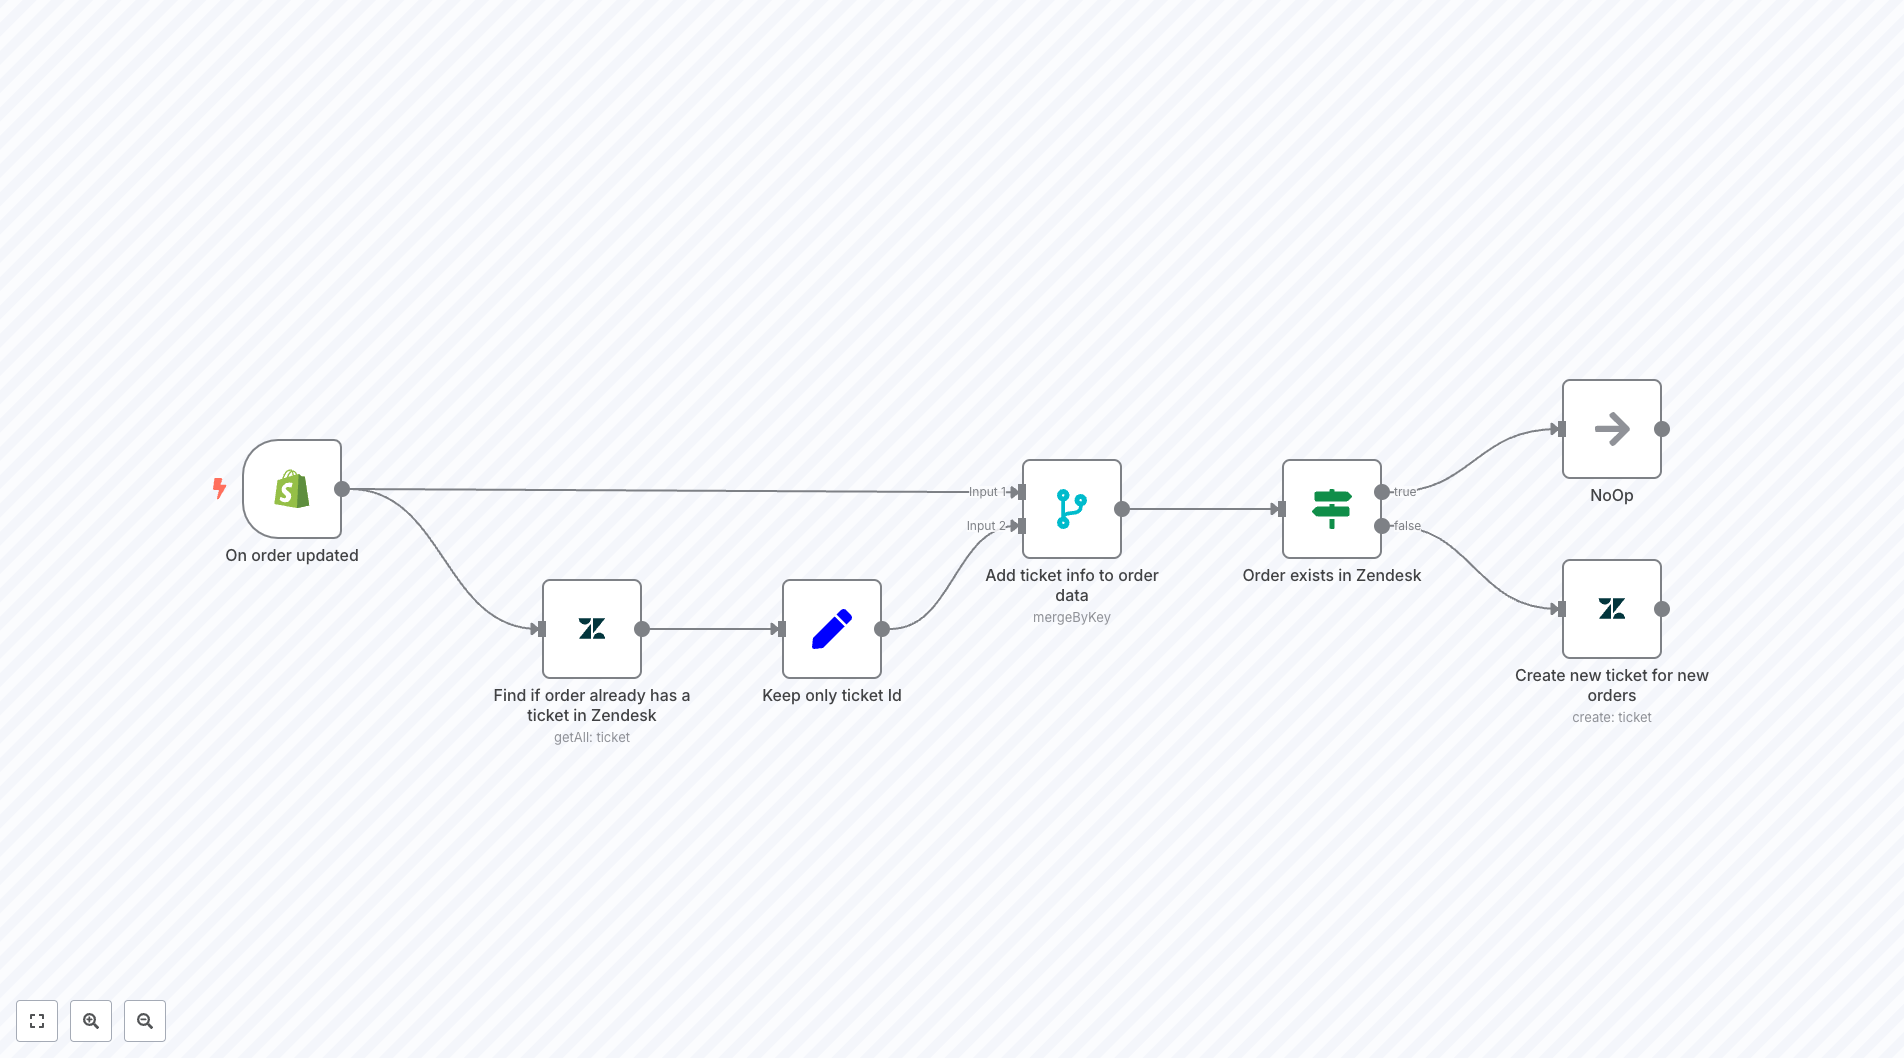 On order updated
Find if order already has a
ticket in Zendesk
getAll: ticket
Keep only ticket Id
Input 1
Input 2
Add ticket info to order
data
mergeByKey
Order exists in Zendesk
true
false
NoOp
Create new ticket for new
orders
create: ticket